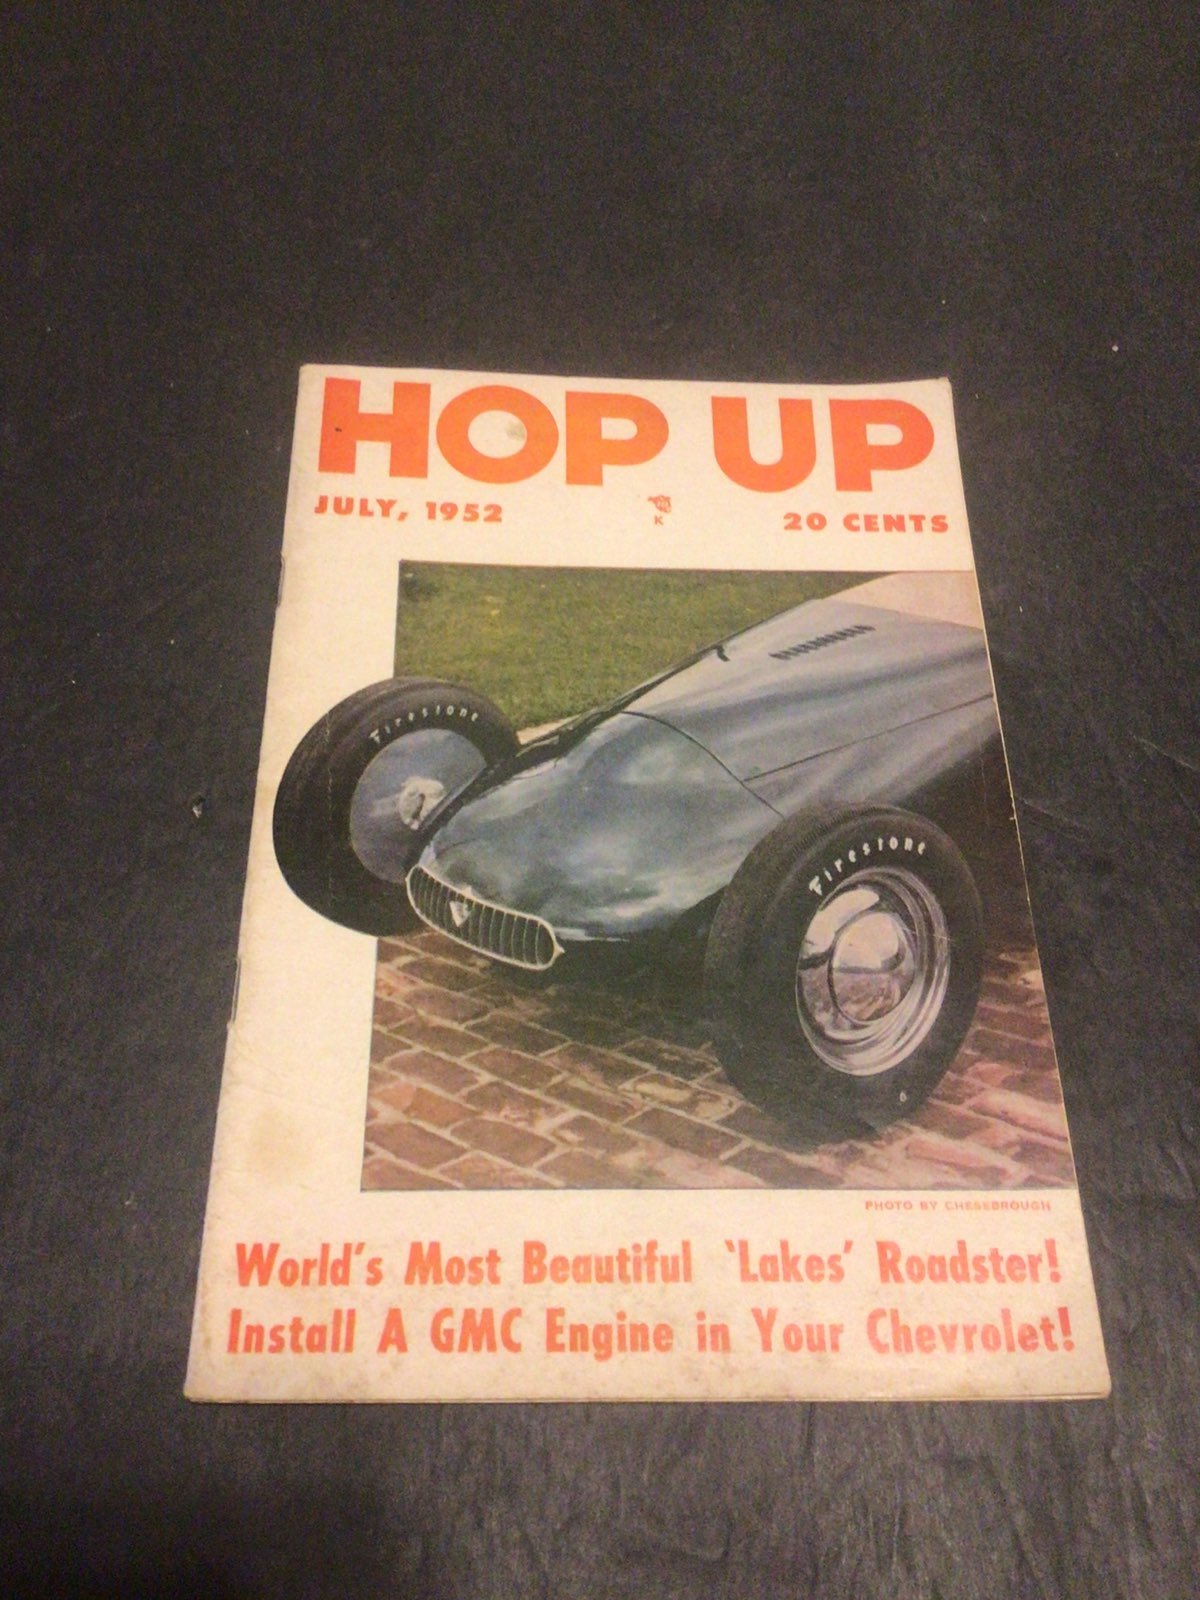 HOP UP
JULY, 1952
K
20 CENTS
Firestone
Firestone
6
PHOTO BY CHESEBROUGH
World's Most Beautiful 'Lakes' Roadster!
Install A GMC Engine in Your Chevrolet!